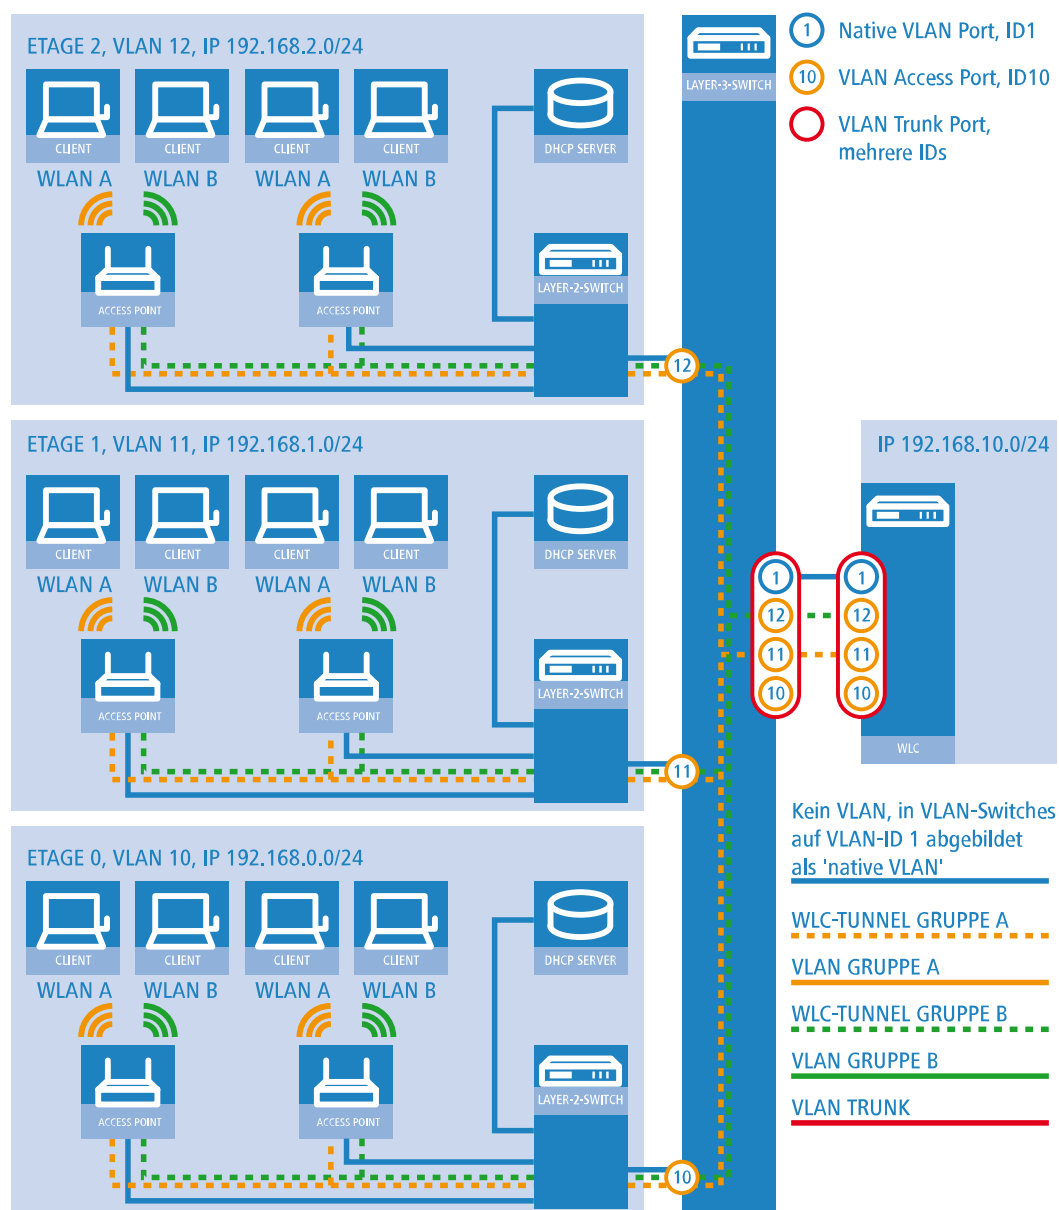 ETAGE 2, VLAN 12, IP 192.168.2.0/24
CLIENT CLIENT CLIENT CLIENT DHCP SERVER
WLAN A WLAN B WLAN A WLAN B
ACCESS POINT ACCESS POINT LAYER-2-SWITCH
12
ETAGE 1, VLAN 11, IP 192.168.1.0/24
CLIENT CLIENT CLIENT CLIENT DHCP SERVER
WLAN A WLAN B WLAN A WLAN B
ACCESS POINT ACCESS POINT LAYER-2-SWITCH
11
ETAGE 0, VLAN 10, IP 192.168.0.0/24
CLIENT CLIENT CLIENT CLIENT DHCP SERVER
WLAN A WLAN B WLAN A WLAN B
ACCESS POINT ACCESS POINT LAYER-2-SWITCH
10
LAYER-3-SWITCH
1 Native VLAN Port, ID1
10 VLAN Access Port, ID10
VLAN Trunk Port,
mehrere IDs
IP 192.168.10.0/24
1 1
12 12
11 11
10 10
WLC
Kein VLAN, in VLAN-Switches
auf VLAN-ID 1 abgebildet
als 'native VLAN'
WLC-TUNNEL GRUPPE A
VLAN GRUPPE A
WLC-TUNNEL GRUPPE B
VLAN GRUPPE B
VLAN TRUNK